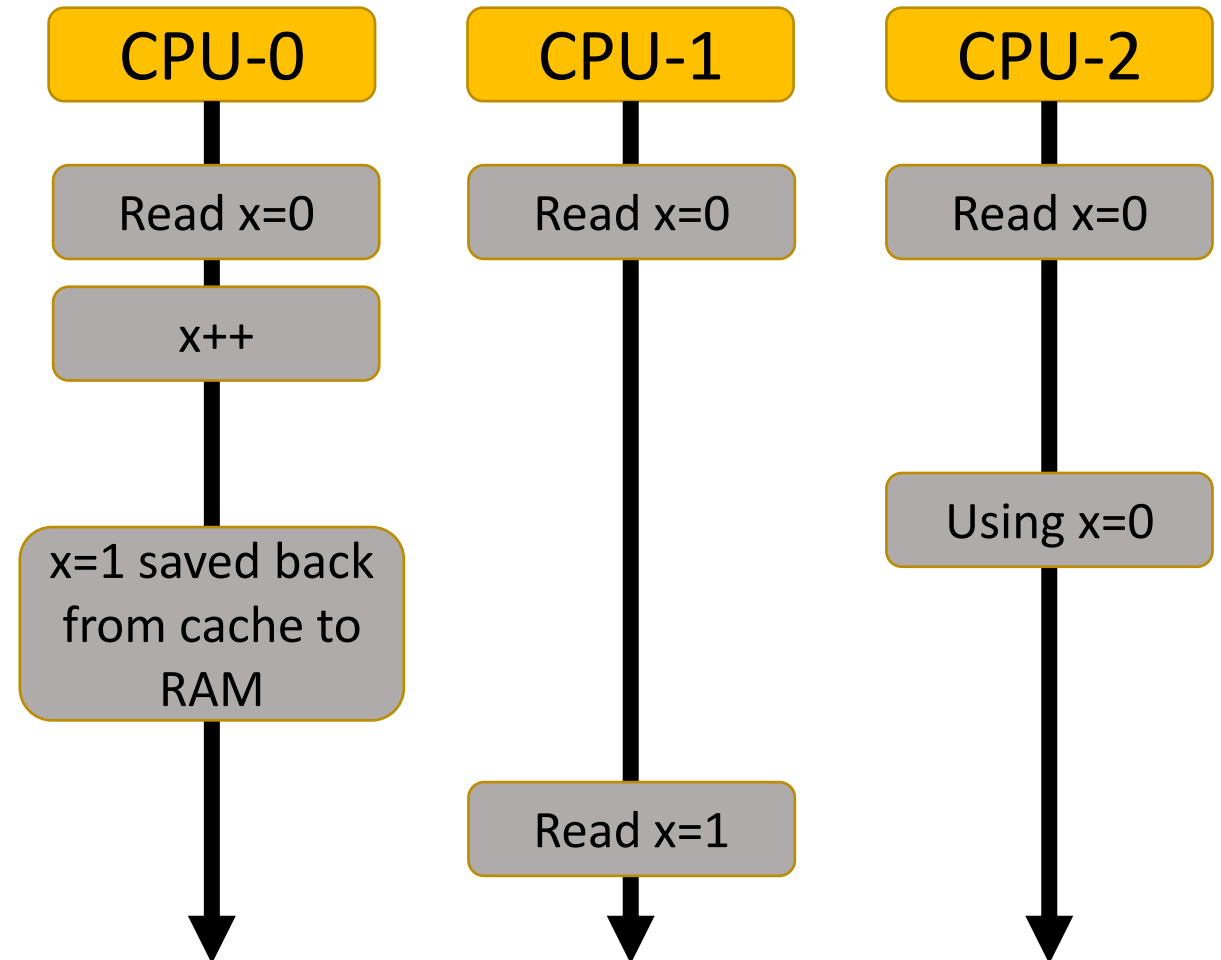 CPU-0
CPU-1
CPU-2
Read x=0
Read x=0
Read x=0
x++
Using x=0
x=1 saved back
from cache to
RAM
Read x=1